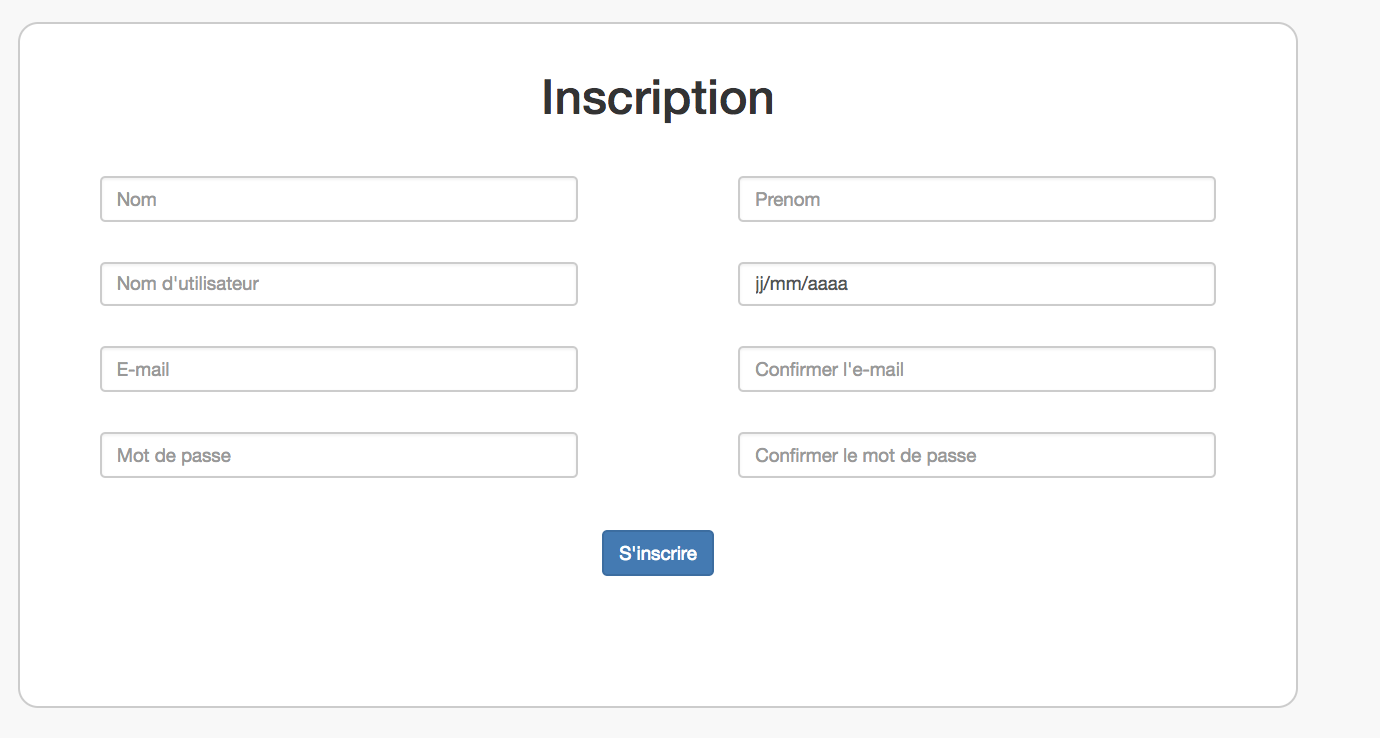 Inscription
Nom
Prenom
Nom d'utilisateur
jj/mm/aaaa
E-mail
Confirmer l'e-mail
Mot de passe
Confirmer le mot de passe
S'inscrire